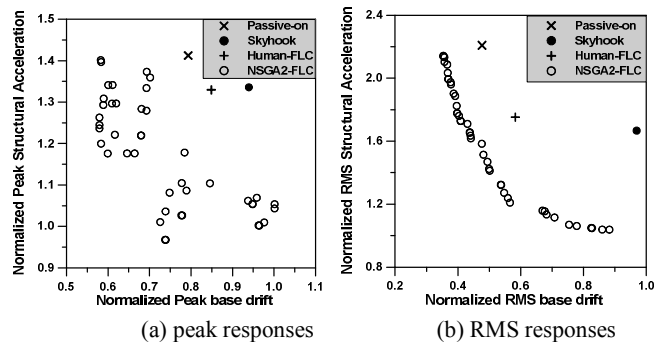 Passive-on
Skyhook
Human-FLC
NSGA2-FLC
Normalized Peak Structural Acceleration
1.5
1.4
1.3
1.2
1.1
1.0
0.9
0.5 0.6 0.7 0.8 0.9 1.0 1.1
Normalized Peak base drift
(a) peak responses
Passive-on
Skyhook
Human-FLC
NSGA2-FLC
Normalized RMS Structural Acceleration
2.4
2.0
1.6
1.2
0.8
0.2 0.4 0.6 0.8 1.0
Normalized RMS base drift
(b) RMS responses